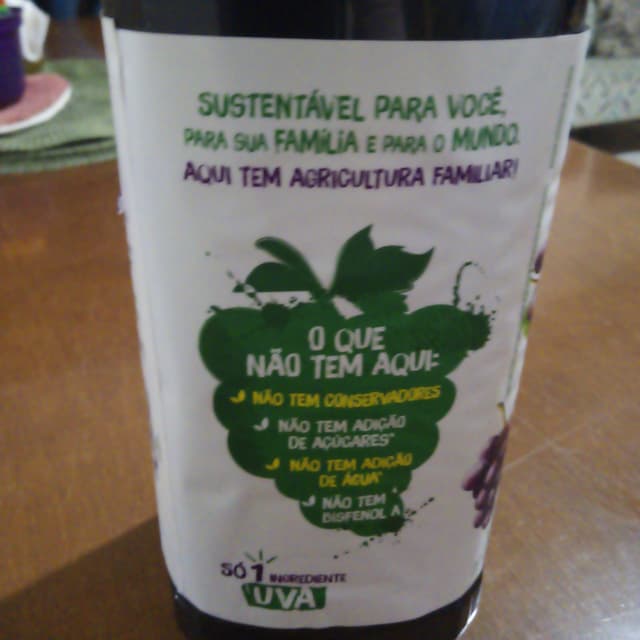 SUSTENTÁVEL PARA VOCÊ,
PARA SUA FAMÍLIA E PARA O MUNDO.
AQUI TEM AGRICULTURA FAMILIAR!
O QUE
NÃO TEM AQUI:
NÃO TEM CONSERVADORES
NÃO TEM ADIÇÃO
DE AÇÚCARES*
NÃO TEM ADIÇÃO
DE ÁGUA*
NÃO TEM
BISFENOL A
SÓ 1 INGREDIENTE
UVA